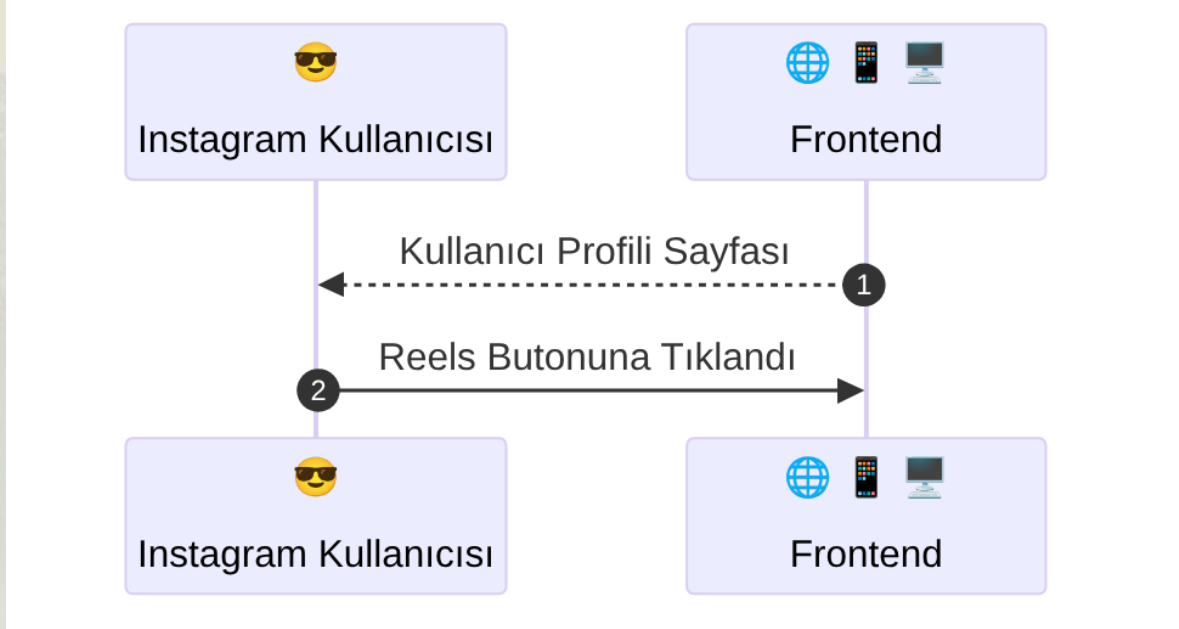 Instagram Kullanıcısı
Frontend
Kullanıcı Profili Sayfası
1
Reels Butonuna Tıklandı
2
Instagram Kullanıcısı
Frontend